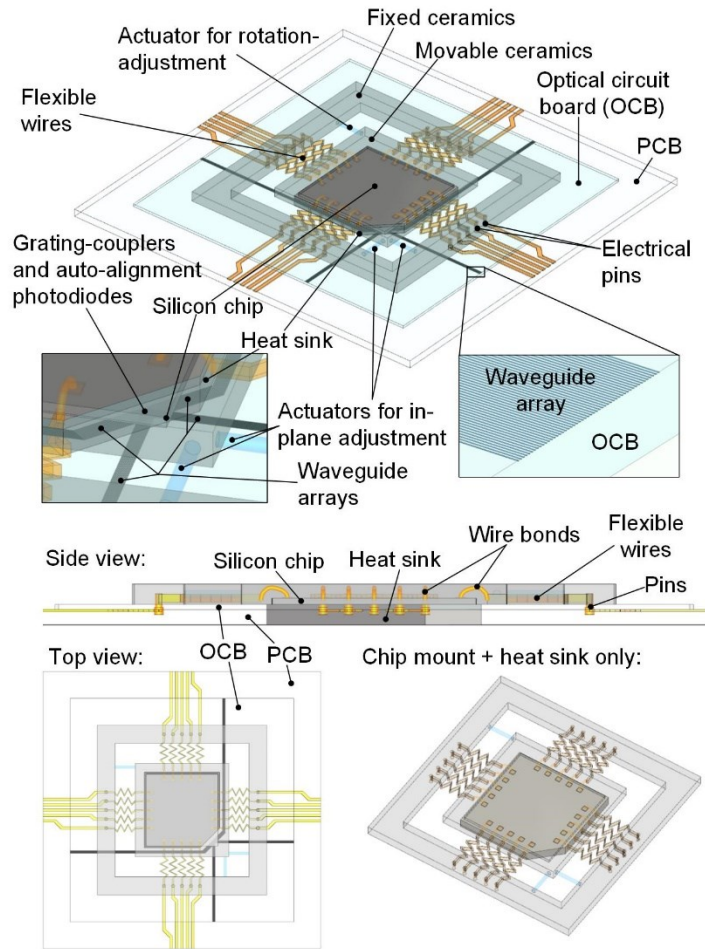 Fixed ceramics
Actuator for rotation-
adjustment
Movable ceramics
Flexible
wires
Optical circuit
board (OCB)
PCB
Electrical
pins
Grating-couplers
and auto-alignment
photodiodes
Silicon chip
Heat sink
Actuators for in-
plane adjustment
Waveguide
arrays
Waveguide
array
OCB
Side view:
Silicon chip
Heat sink
Wire bonds
Flexible
wires
Pins
OCB
PCB
Top view:
Chip mount + heat sink only: